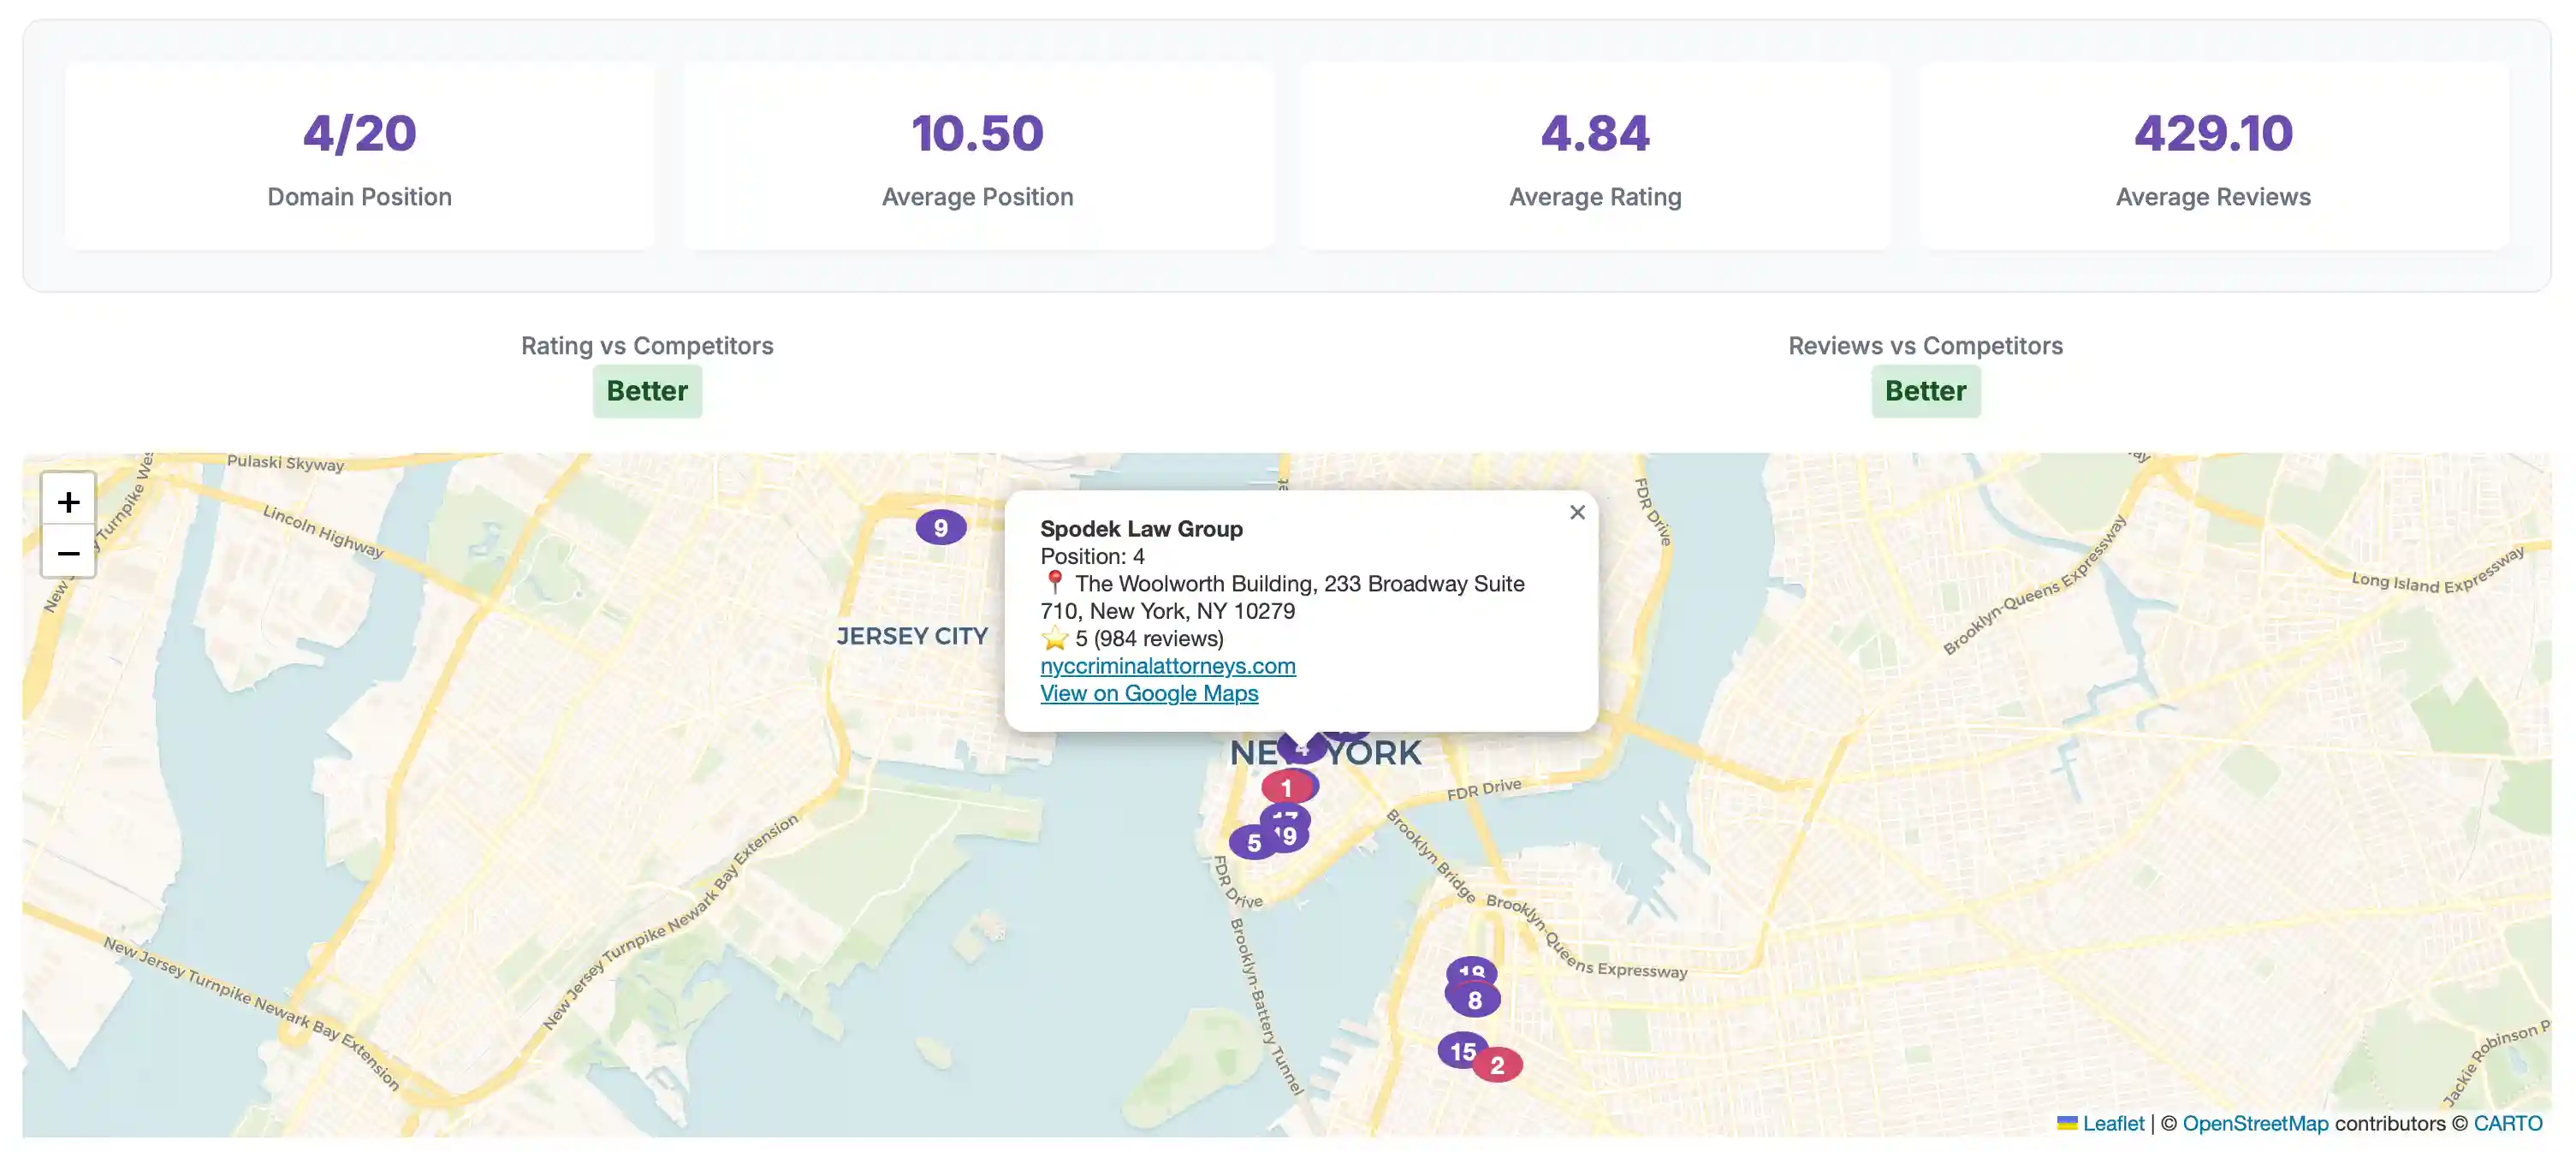 4/20
Domain Position
10.50
Average Position
4.84
Average Rating
429.10
Average Reviews
Rating vs Competitors
Better
Reviews vs Competitors
Better
+
−
Pulaski Skyway
Lincoln Highway
9
JERSEY CITY
FDR Drive
Brooklyn-Queens Expressway
Long Island Expressway
Spodek Law Group
Position: 4
📍 The Woolworth Building, 233 Broadway Suite
710, New York, NY 10279
⭐ 5 (984 reviews)
nyccriminalattorneys.com
View on Google Maps
×
4
YORK
1
5
19
FDR Drive
FDR Drive
Brooklyn Bridge
Brooklyn-Queens Expressway
Brooklyn-Battery Tunnel
New Jersey Turnpike Newark Bay Extension
New Jersey Turnpike Newark Bay Extension
8
15
2
Jackie Robinson P
Leaflet | © OpenStreetMap contributors © CARTO